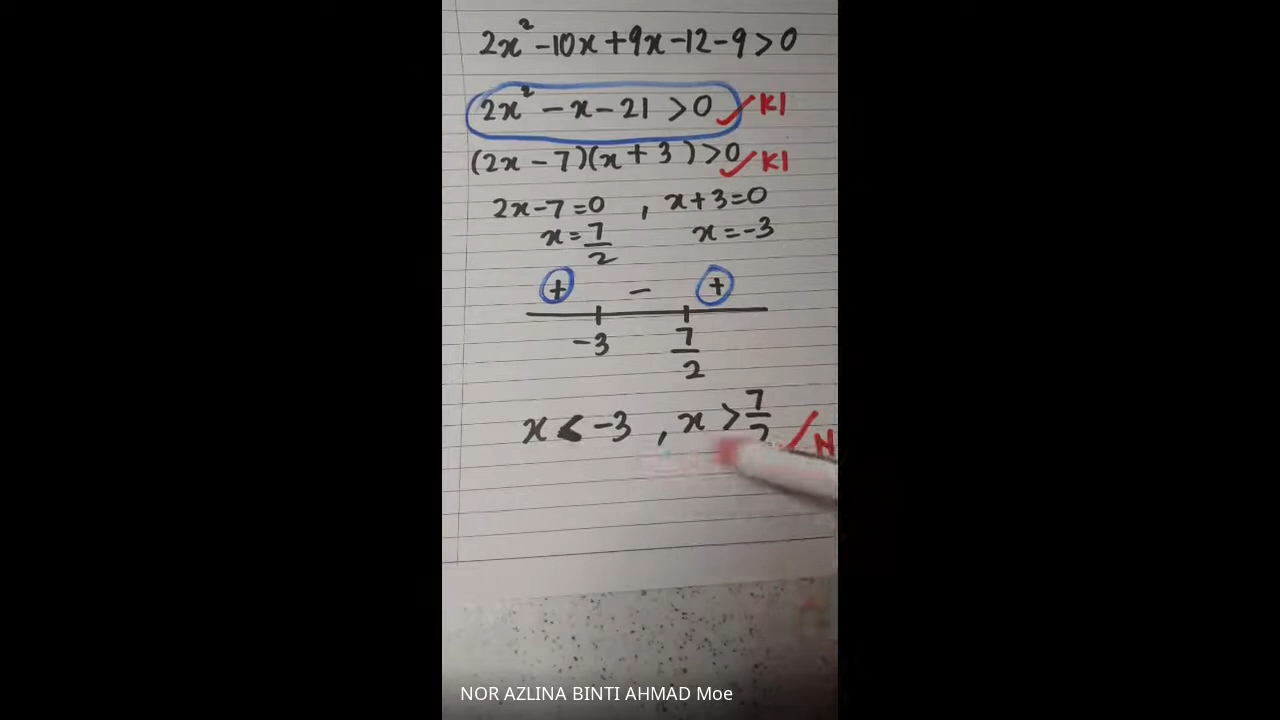 2x² -10x +9x -12 -9 > 0
2x² - x - 21 > 0 ✓ K1
(2x - 7)(x + 3) > 0 ✓ K1
2x - 7 = 0 , x + 3 = 0
x = 7/2 x = -3
+ - +
-3 7/2
x < -3 , x > 7/
NOR AZLINA BINTI AHMAD Moe